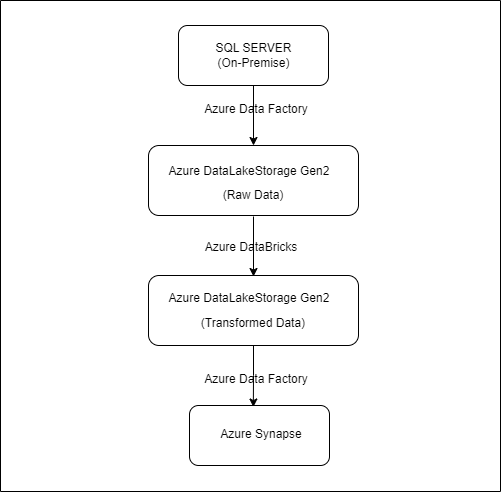 SQL SERVER
(On-Premise)
Azure Data Factory
Azure DataLakeStorage Gen2
(Raw Data)
Azure DataBricks
Azure DataLakeStorage Gen2
(Transformed Data)
Azure Data Factory
Azure Synapse